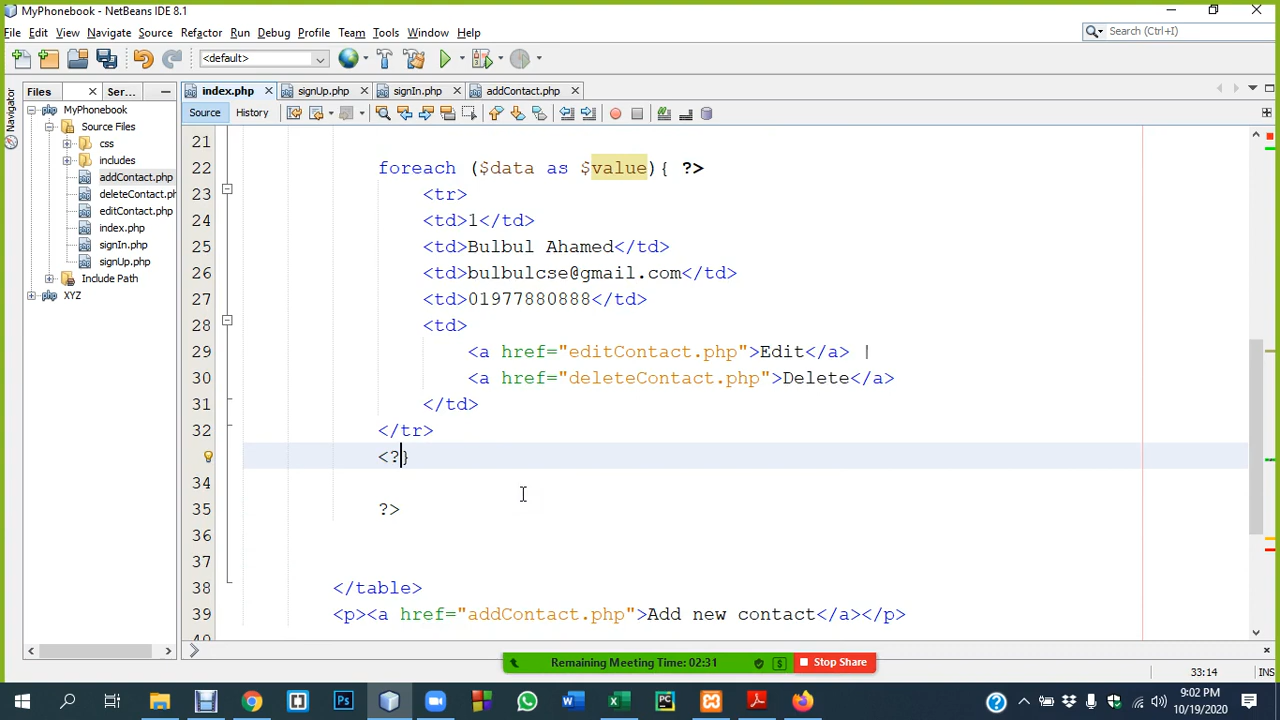 MyPhonebook - NetBeans IDE 8.1
File Edit View Navigate Source Refactor Run Debug Profile Team Tools Window Help
Search (Ctrl+I)
<default>
Files Ser...
index.php signUp.php signIn.php addContact.php
Navigator
Source History
MyPhonebook
Source Files
css
includes
addContact.php
deleteContact.ph
editContact.php
index.php
signIn.php
signUp.php
Include Path
XYZ
21
22 foreach ($data as $value){ ?>
23 <tr>
24 <td>1</td>
25 <td>Bulbul Ahamed</td>
26 <td>bulbulcse@gmail.com</td>
27 <td>01977880888</td>
28 <td>
29 <a href="editContact.php">Edit</a> |
30 <a href="deleteContact.php">Delete</a>
31 </td>
32 </tr>
33 <?}
34
35 ?>
36
37
38 </table>
39 <p><a href="addContact.php">Add new contact</a></p>
40
Remaining Meeting Time: 02:31 Stop Share
33:14 INS
9:02 PM
10/19/2020